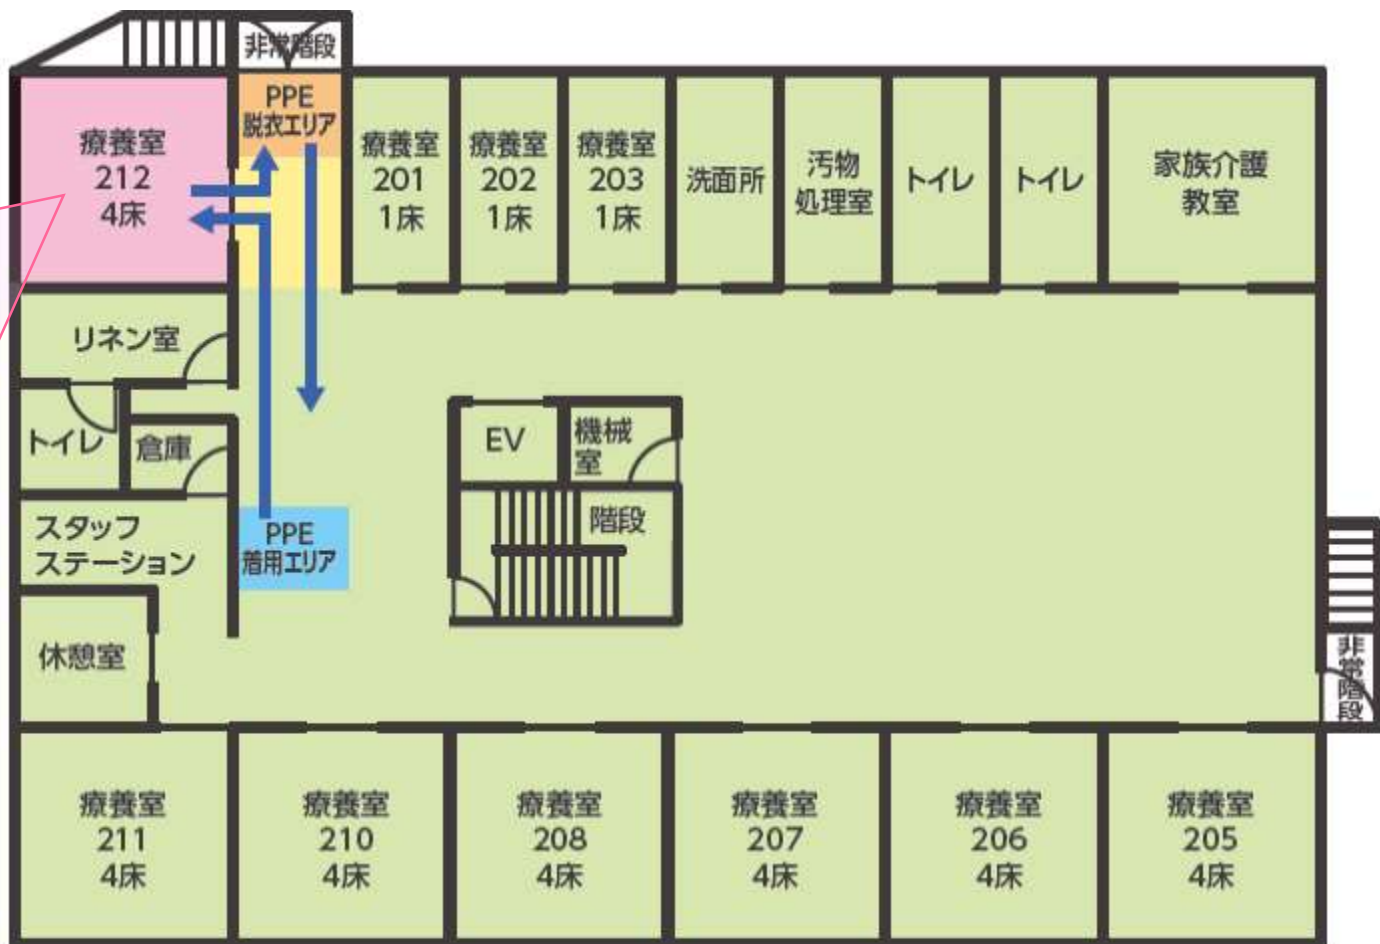 非常階段
PPE
脱衣エリア
療養室
212
4床
療養室
201
1床
療養室
202
1床
療養室
203
1床
洗面所
汚物
処理室
トイレ
トイレ
家族介護
教室
リネン室
トイレ
倉庫
EV
機械
室
階段
スタッフ
ステーション
PPE
着用エリア
休憩室
非常階段
療養室
211
4床
療養室
210
4床
療養室
208
4床
療養室
207
4床
療養室
206
4床
療養室
205
4床